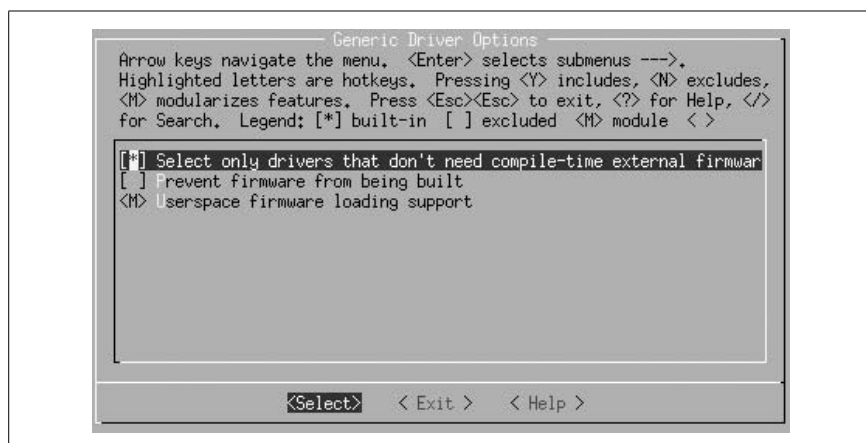 Generic Driver Options
Arrow keys navigate the menu. <Enter> selects submenus --->.
Highlighted letters are hotkeys. Pressing <Y> includes, <N> excludes,
<M> modularizes features. Press <Esc><Esc> to exit, <?> for Help, </>
for Search. Legend: [*] built-in [ ] excluded <M> module < >
[*] Select only drivers that don't need compile-time external firmwar
[ ] Prevent firmware from being built
<M> Userspace firmware loading support
<Select> < Exit > < Help >